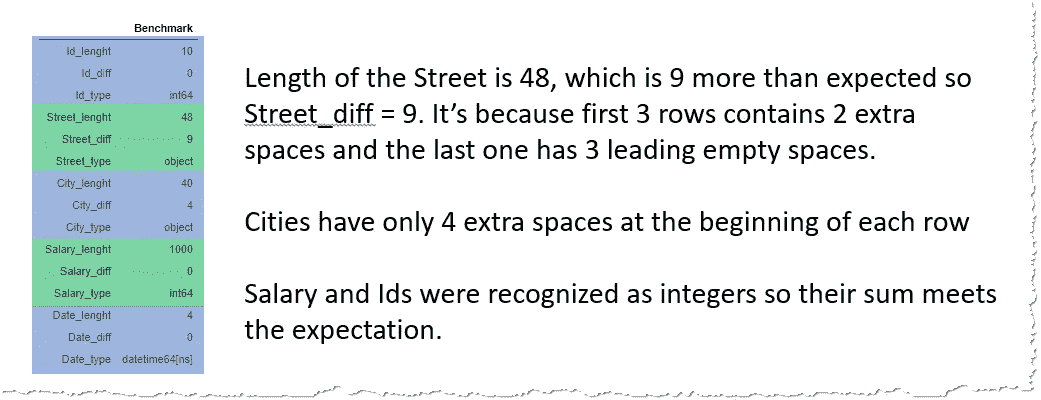 Benchmark
Id_lenght 10
Id_diff 0
Id_type int64
Street_lenght 48
Street_diff 9
Street_type object
City_lenght 40
City_diff 4
City_type object
Salary_lenght 1000
Salary_diff 0
Salary_type int64
Date_lenght 4
Date_diff 0
Date_type datetime64[ns]
Length of the Street is 48, which is 9 more than expected so
Street_diff = 9. It’s because first 3 rows contains 2 extra
spaces and the last one has 3 leading empty spaces.
Cities have only 4 extra spaces at the beginning of each row
Salary and Ids were recognized as integers so their sum meets
the expectation.